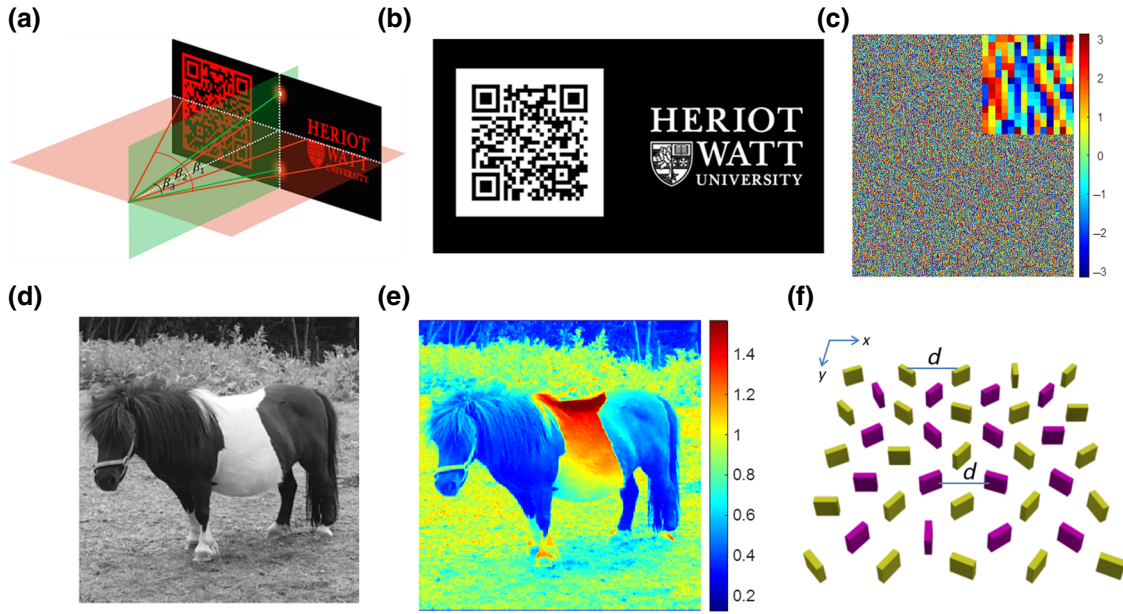 (a)
HERIOT
WATT
UNIVERSITY
β1
β2
β3
(b)
HERIOT
WATT
UNIVERSITY
(c)
3
2
1
0
−1
−2
−3
(d)
(e)
1.4
1.2
1
0.8
0.6
0.4
0.2
(f)
x
y
d
d